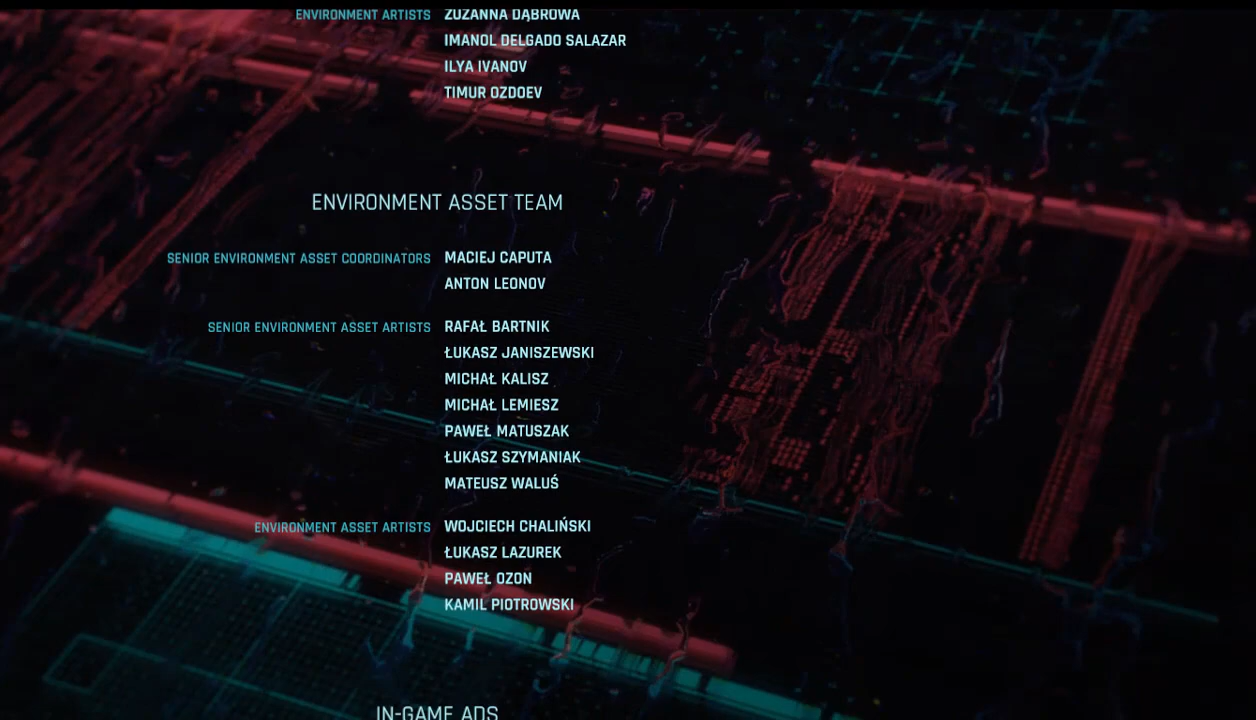 ENVIRONMENT ARTISTS ZUZANNA DĄBROWA
IMANOL DELGADO SALAZAR
ILYA IVANOV
TIMUR OZDOEV
ENVIRONMENT ASSET TEAM
SENIOR ENVIRONMENT ASSET COORDINATORS MACIEJ CAPUTA
ANTON LEONOV
SENIOR ENVIRONMENT ASSET ARTISTS RAFAŁ BARTNIK
ŁUKASZ JANISZEWSKI
MICHAŁ KALISZ
MICHAŁ LEMIESZ
PAWEŁ MATUSZAK
ŁUKASZ SZYMANIAK
MATEUSZ WALUŚ
ENVIRONMENT ASSET ARTISTS WOJCIECH CHALIŃSKI
ŁUKASZ LAZUREK
PAWEŁ OZON
KAMIL PIOTROWSKI
IN-GAME ADS